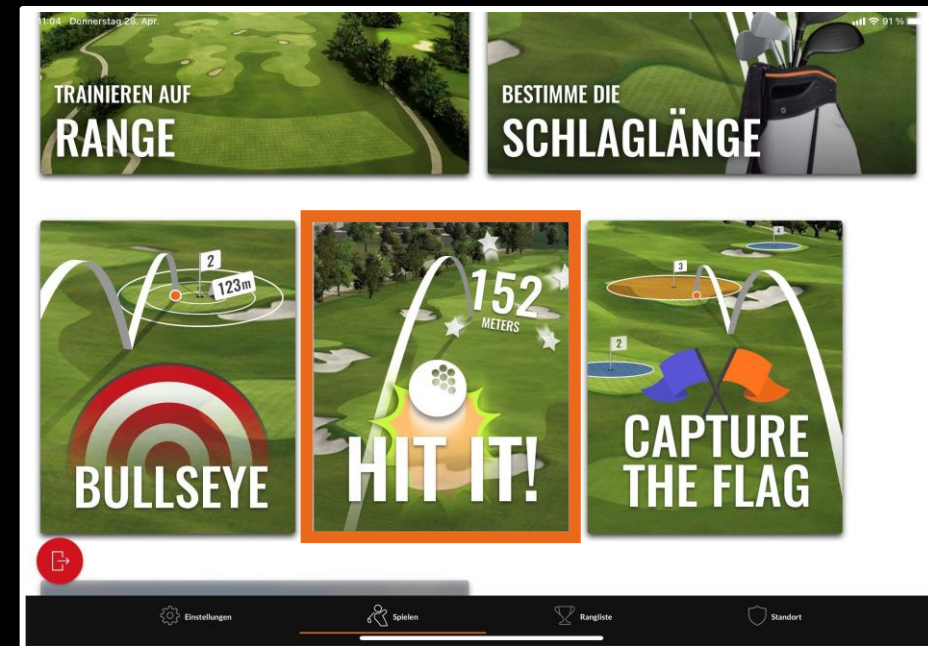 11:04 Donnerstag 28. Apr.
91 %
TRAINIEREN AUF
RANGE
BESTIMME DIE
SCHLAGLÄNGE
2
123m
BULLSEYE
152
METERS
HIT IT!
4
3
2
CAPTURE
THE FLAG
Einstellungen
Spielen
Rangliste
Standort